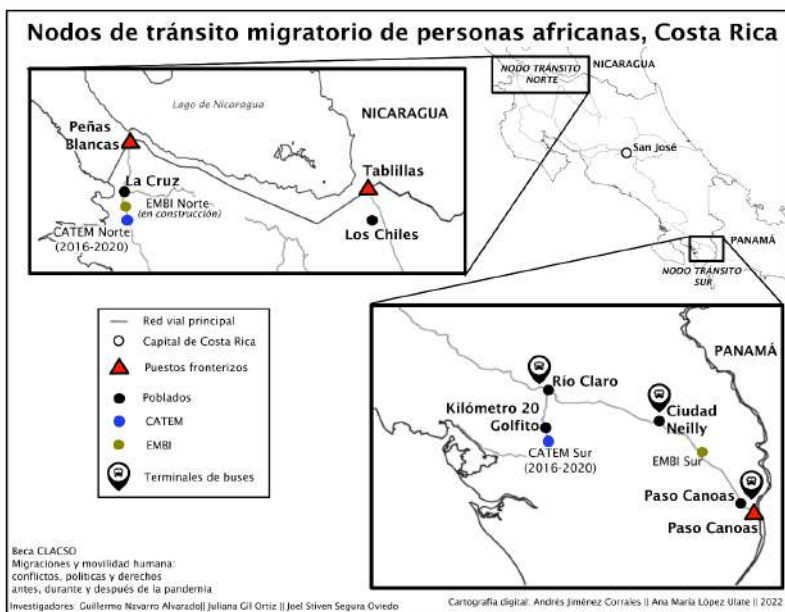 Nodos de tránsito migratorio de personas africanas, Costa Rica
NODO TRÁNSITO
NORTE
NICARAGUA
San José
PANAMÁ
NODO TRÁNSITO
SUR
Lago de Nicaragua
NICARAGUA
Peñas
Blancas
Tablillas
La Cruz
EMBI Norte
(en construcción)
CATEM Norte
(2016-2020)
Los Chiles
Red vial principal
Capital de Costa Rica
Puestos fronterizos
Poblados
CATEM
EMBI
Terminales de buses
PANAMÁ
Río Claro
Kilómetro 20
Golfito
Ciudad
Neilly
CATEM Sur
(2016-2020)
EMBI Sur
Paso Canoas
Paso Canoas
Beca CLACSO
Migraciones y movilidad humana:
conflictos, políticas y derechos
antes, durante y después de la pandemia
Investigadores: Guillermo Navarro Alvarado|| Juliana Gil Ortiz || Joel Stiven Segura Oviedo
Cartografía digital: Andrés Jiménez Corrales || Ana María López Ulate || 2022